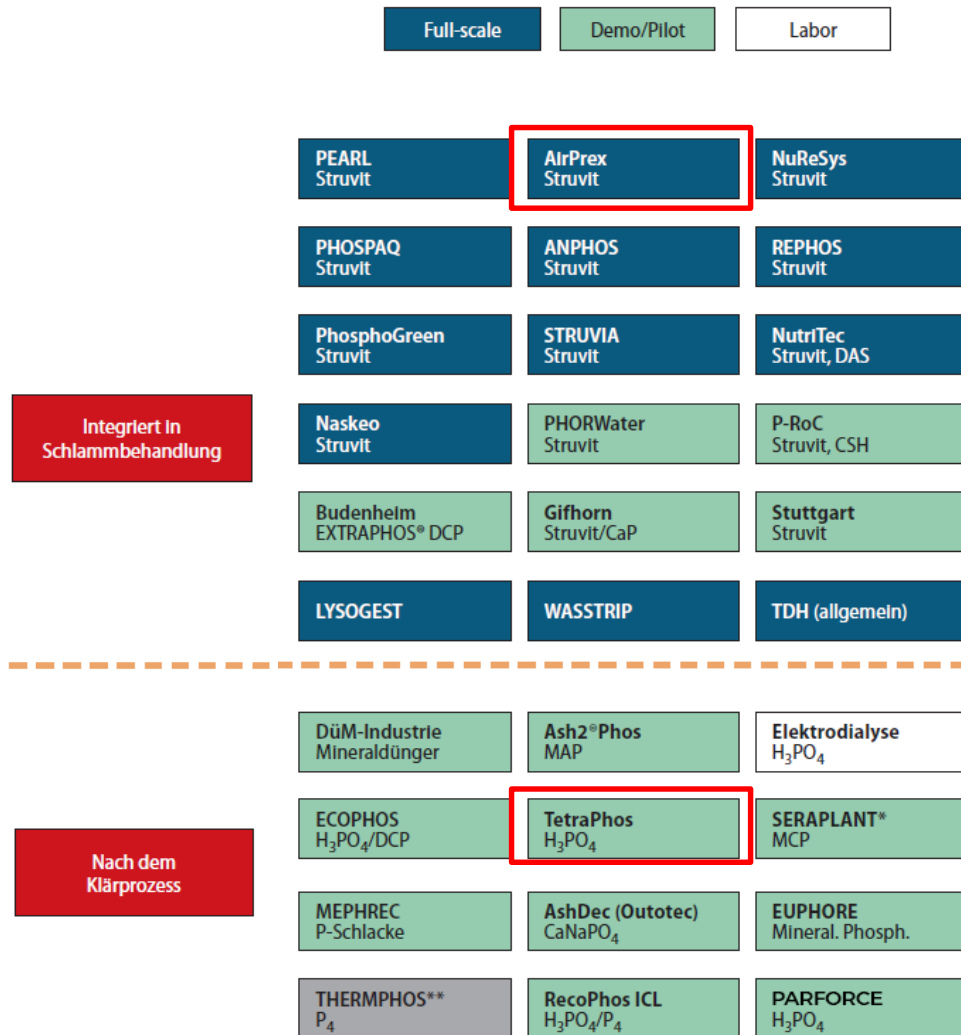 Full-scale
Demo/Pilot
Labor
PEARL
Struvit
AirPrex
Struvit
NuReSys
Struvit
PHOSPAQ
Struvit
ANPHOS
Struvit
REPHOS
Struvit
PhosphoGreen
Struvit
STRUVIA
Struvit
NutriTec
Struvit, DAS
Integriert in
Schlammbehandlung
Naskeo
Struvit
PHORWater
Struvit
P-RoC
Struvit, CSH
Budenheim
EXTRAPHOS® DCP
Gifhorn
Struvit/CaP
Stuttgart
Struvit
LYSOGEST
WASSTRIP
TDH (allgemein)
DüM-Industrie
Mineraldünger
Ash2®Phos
MAP
Elektrodialyse
H₃PO₄
ECOPHOS
H₃PO₄/DCP
TetraPhos
H₃PO₄
SERAPLANT*
MCP
Nach dem
Klärprozess
MEPHREC
P-Schlacke
AshDec (Outotec)
CaNaPO₄
EUPHORE
Mineral. Phosph.
THERMPHOS**
P₄
RecoPhos ICL
H₃PO₄/P₄
PARFORCE
H₃PO₄